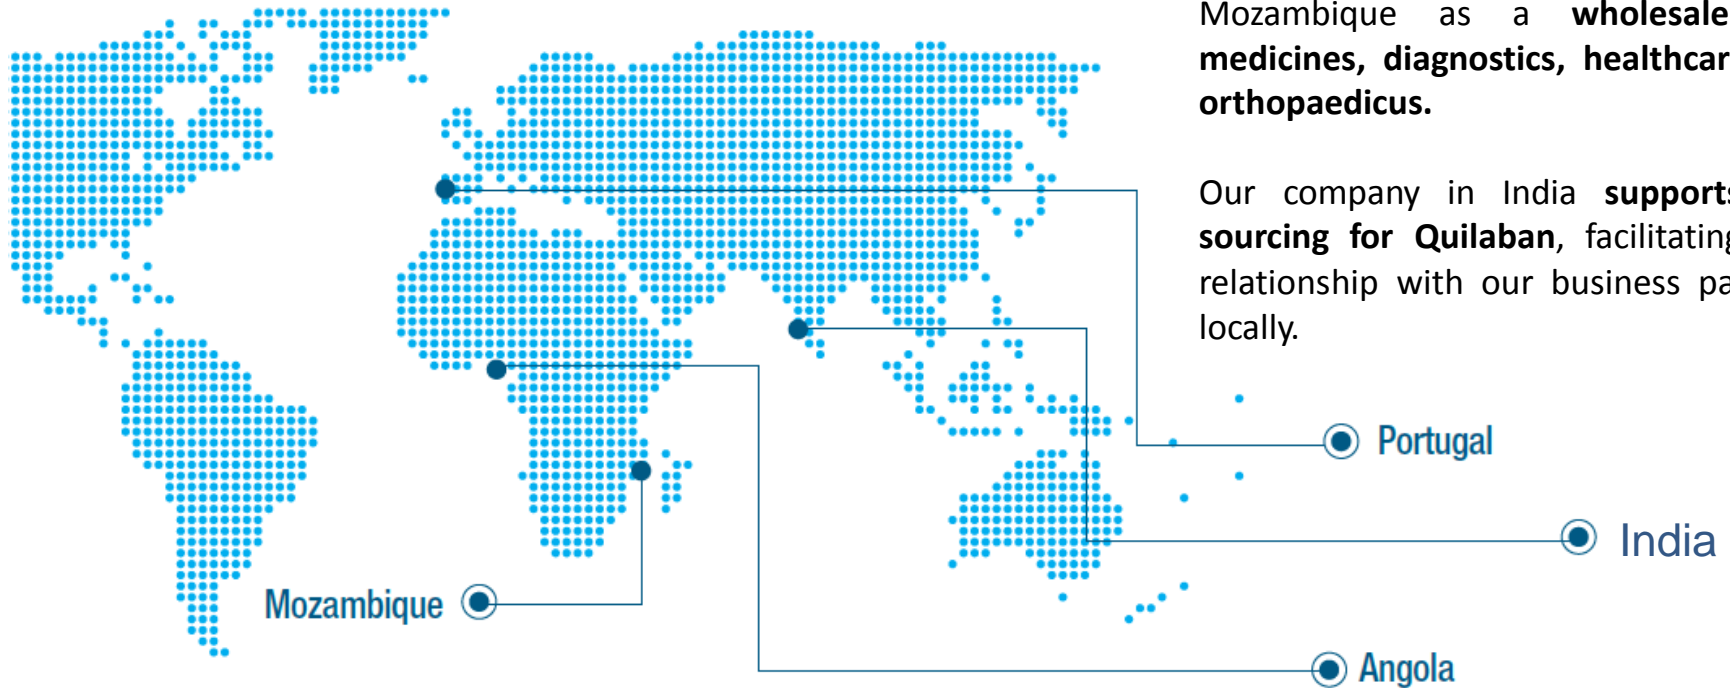 Mozambique as a wholesale
medicines, diagnostics, healthcar
orthopaedicus.
Our company in India supports
sourcing for Quilaban, facilitating
relationship with our business pa
locally.
Portugal
India
Mozambique
Angola